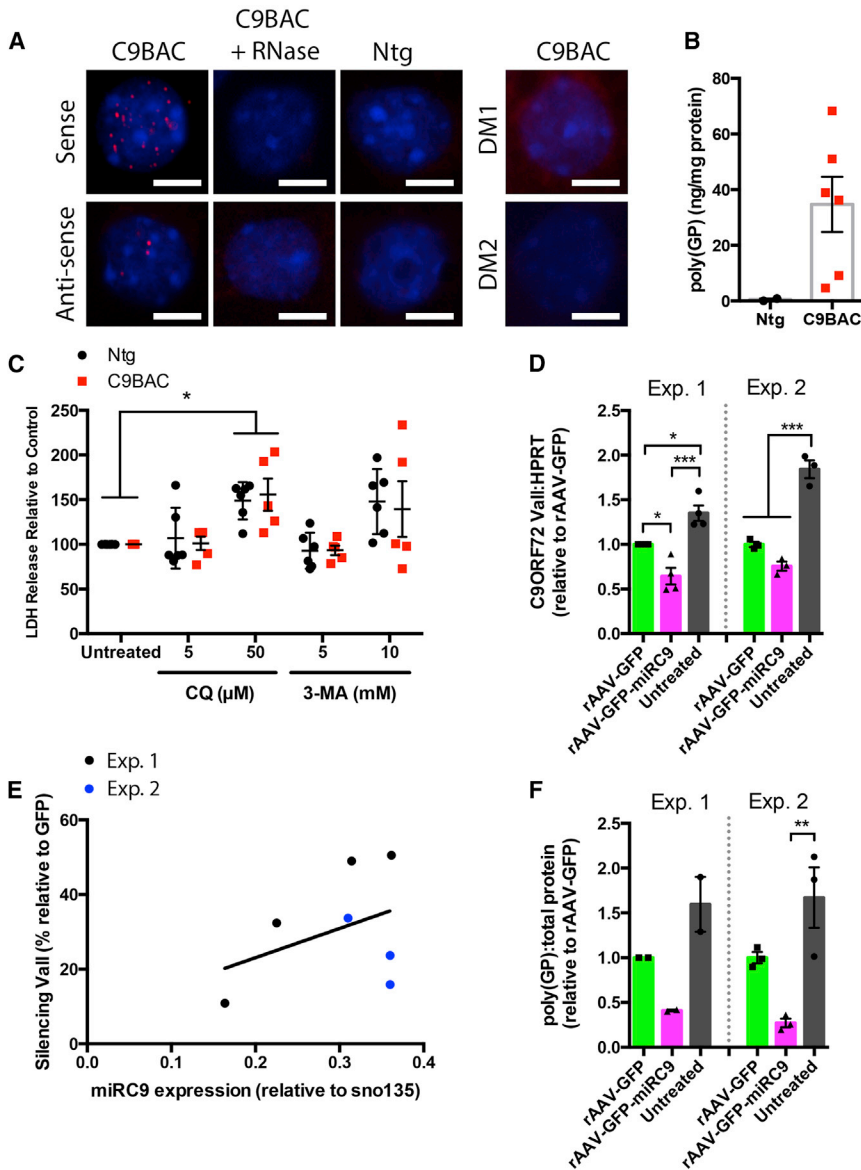 A
C9BAC
C9BAC
+ RNase
Ntg
C9BAC
Sense
Anti-sense
DM1
DM2
B
poly(GP) (ng/mg protein)
80
60
40
20
0
Ntg
C9BAC
C
Ntg
C9BAC
LDH Release Relative to Control
250
200
150
100
50
0
*
Untreated
5
50
5
10
CQ (µM)
3-MA (mM)
D
Exp. 1
Exp. 2
C9ORF72 Vall:HPRT
(relative to rAAV-GFP)
2.5
2.0
1.5
1.0
0.5
0.0
*
***
*
***
rAAV-GFP
rAAV-GFP-miRC9
Untreated
rAAV-GFP
rAAV-GFP-miRC9
Untreated
E
Exp. 1
Exp. 2
Silencing Vall (% relative to GFP)
60
40
20
0
0.0
0.1
0.2
0.3
0.4
miRC9 expression (relative to sno135)
F
Exp. 1
Exp. 2
poly(GP):total protein
(relative to rAAV-GFP)
2.5
2.0
1.5
1.0
0.5
0.0
**
rAAV-GFP
rAAV-GFP-miRC9
Untreated
rAAV-GFP
rAAV-GFP-miRC9
Untreated